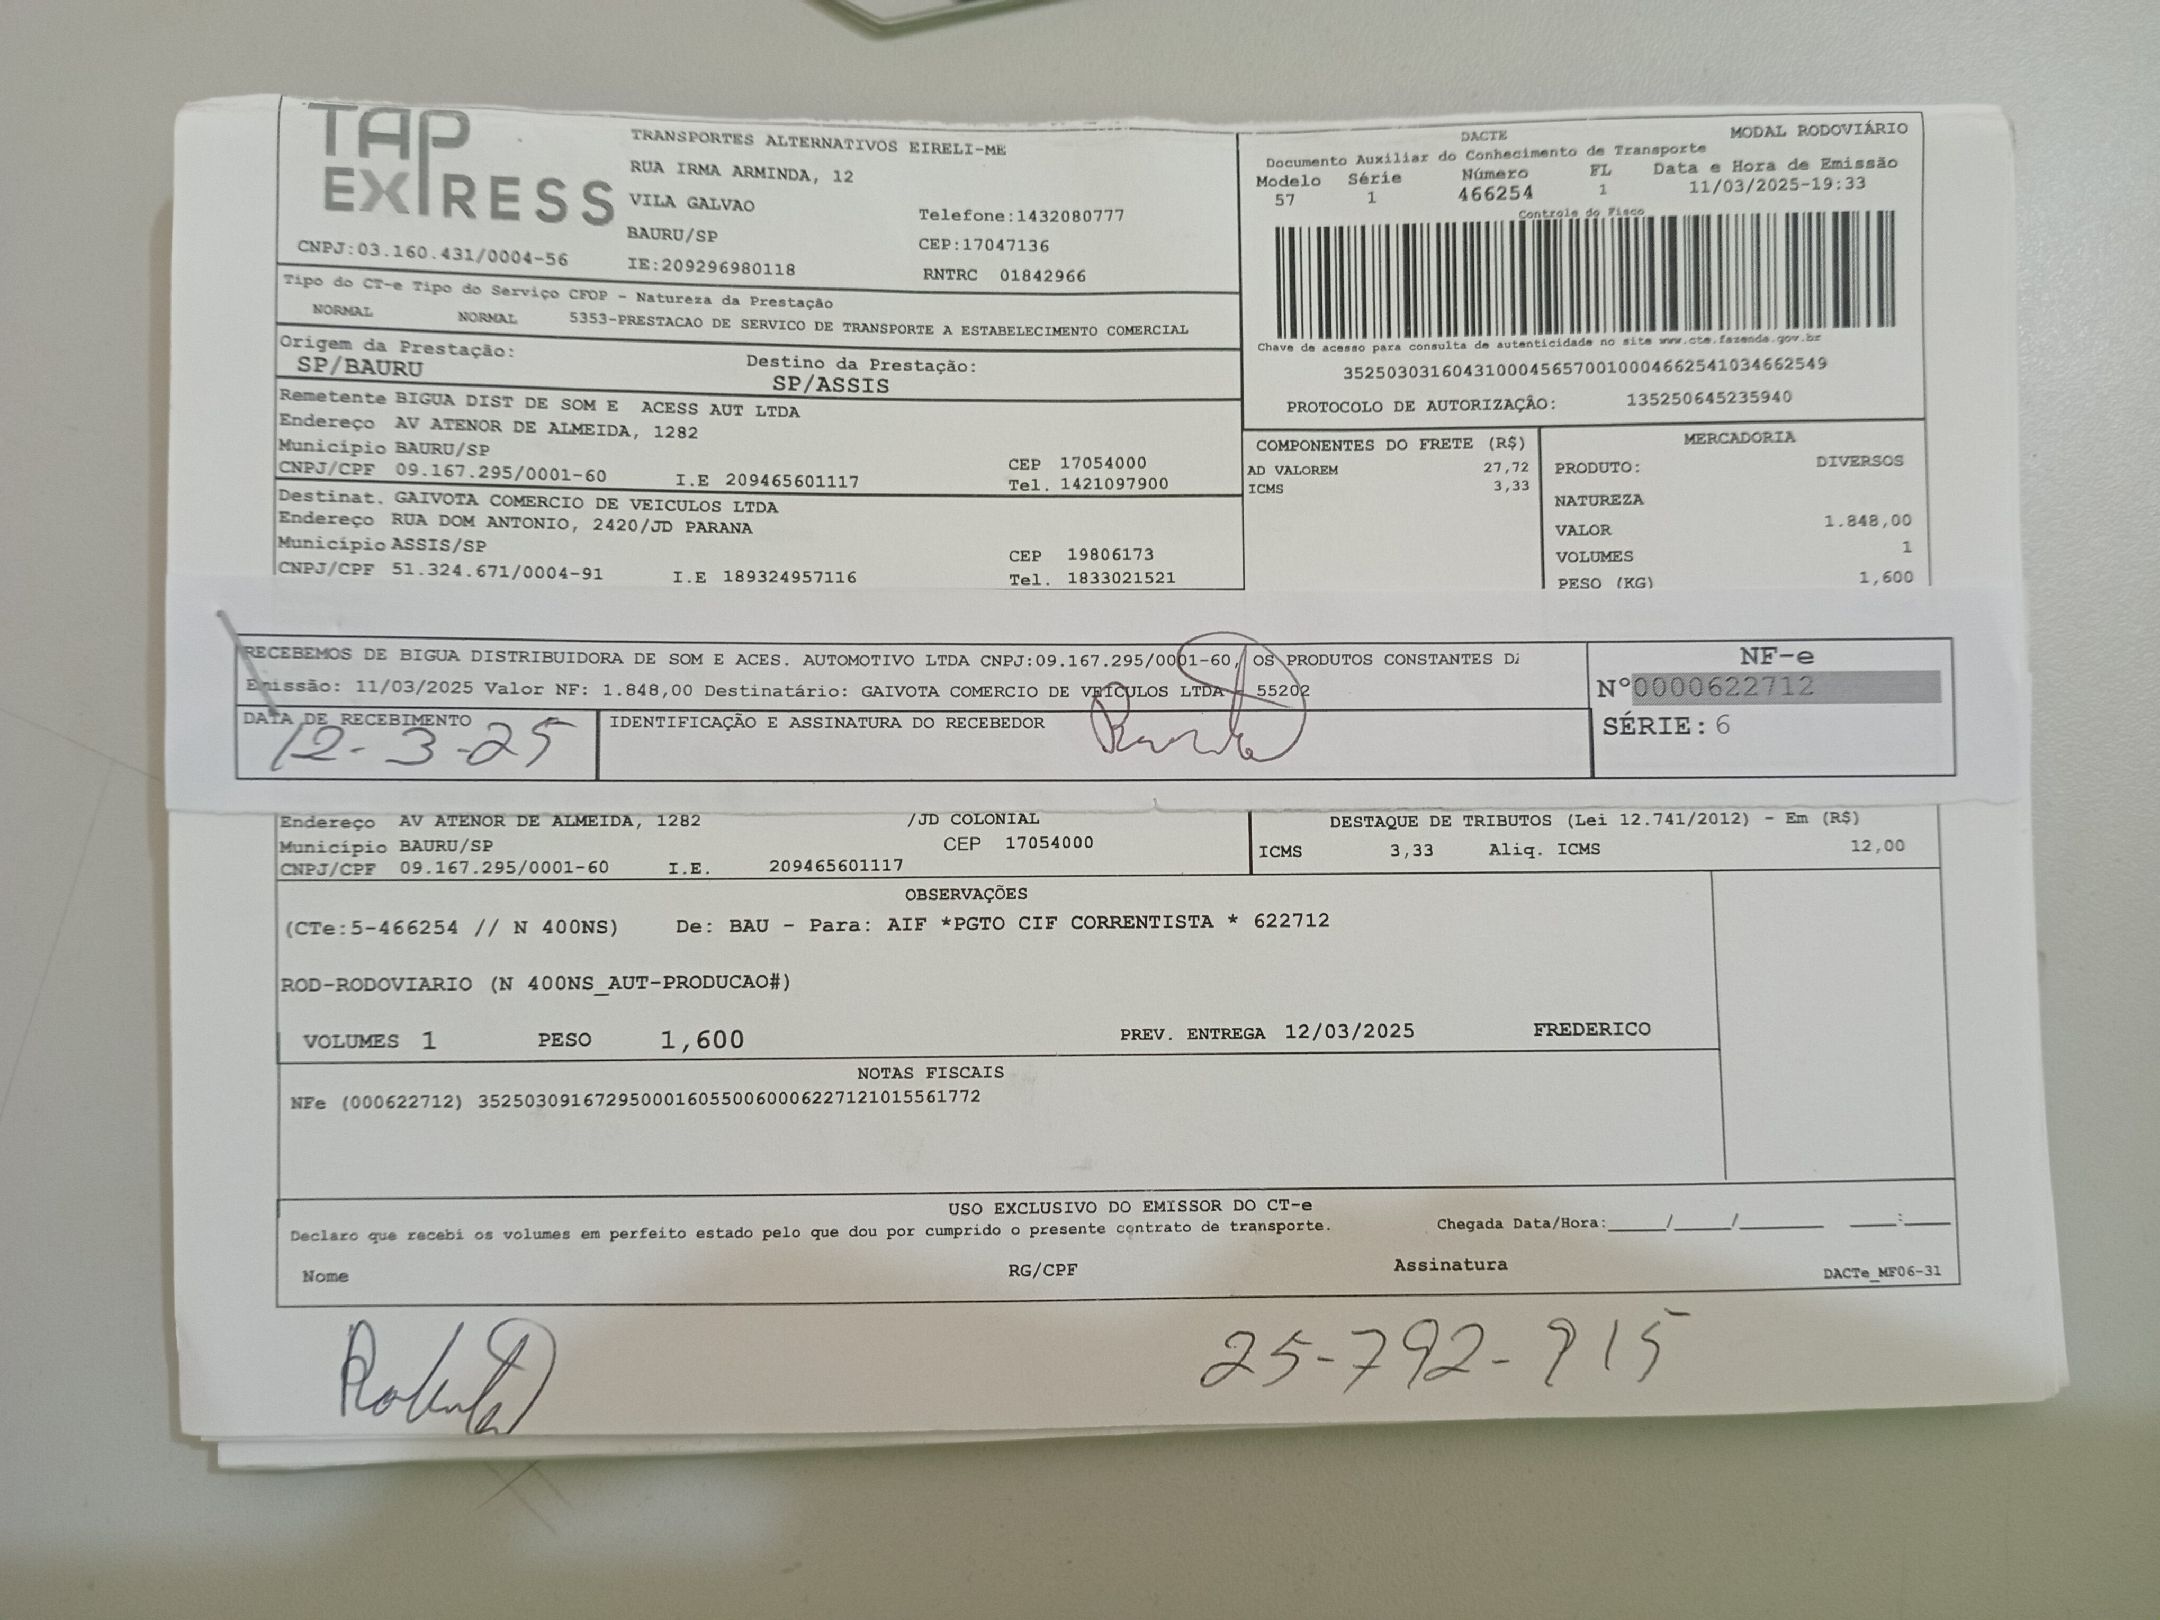 TAP
EXPRESS
CNPJ:03.160.431/0004-56
TRANSPORTES ALTERNATIVOS EIRELI-ME
RUA IRMA ARMINDA, 12
VILA GALVAO
BAURU/SP
IE:209296980118
Telefone:1432080777
CEP:17047136
RNTRC 01842966
DACTE
MODAL RODOVIÁRIO
Documento Auxiliar do Conhecimento de Transporte
Modelo Série Número FL Data e Hora de Emissão
57 1 466254 1 11/03/2025-19:33
Controle do Fisco
Chave de acesso para consulta de autenticidade no site www.cte.fazenda.gov.br
35250303160431000456570010004662541034662549
PROTOCOLO DE AUTORIZAÇÃO: 135250645235940
Tipo do CT-e Tipo do Serviço CFOP - Natureza da Prestação
NORMAL NORMAL 5353-PRESTACAO DE SERVICO DE TRANSPORTE A ESTABELECIMENTO COMERCIAL
Origem da Prestação: Destino da Prestação:
SP/BAURU SP/ASSIS
Remetente BIGUA DIST DE SOM E ACESS AUT LTDA
Endereço AV ATENOR DE ALMEIDA, 1282
Município BAURU/SP CEP 17054000
CNPJ/CPF 09.167.295/0001-60 I.E 209465601117 Tel. 1421097900
Destinat. GAIVOTA COMERCIO DE VEICULOS LTDA
Endereço RUA DOM ANTONIO, 2420/JD PARANA
Município ASSIS/SP CEP 19806173
CNPJ/CPF 51.324.671/0004-91 I.E 189324957116 Tel. 1833021521
COMPONENTES DO FRETE (R$)
AD VALOREM 27,72
ICMS 3,33
MERCADORIA
PRODUTO: DIVERSOS
NATUREZA
VALOR 1.848,00
VOLUMES 1
PESO (KG) 1,600
RECEBEMOS DE BIGUA DISTRIBUIDORA DE SOM E ACES. AUTOMOTIVO LTDA CNPJ:09.167.295/0001-60, OS PRODUTOS CONSTANTES
Emissão: 11/03/2025 Valor NF: 1.848,00 Destinatário: GAIVOTA COMERCIO DE VEICULOS LTDA - 55202
DATA DE RECEBIMENTO
12-3-25
IDENTIFICAÇÃO E ASSINATURA DO RECEBEDOR
NF-e
Nº0000622712
SÉRIE: 6
Endereço AV ATENOR DE ALMEIDA, 1282 /JD COLONIAL
Município BAURU/SP CEP 17054000
CNPJ/CPF 09.167.295/0001-60 I.E. 209465601117
DESTAQUE DE TRIBUTOS (Lei 12.741/2012) - Em (R$)
ICMS 3,33 Aliq. ICMS 12,00
OBSERVAÇÕES
(CTe:5-466254 // N 400NS) De: BAU - Para: AIF *PGTO CIF CORRENTISTA * 622712
ROD-RODOVIARIO (N 400NS_AUT-PRODUCAO#)
VOLUMES 1 PESO 1,600 PREV. ENTREGA 12/03/2025 FREDERICO
NOTAS FISCAIS
NFe (000622712) 35250309167295000160550060006227121015561772
USO EXCLUSIVO DO EMISSOR DO CT-e
Declaro que recebi os volumes em perfeito estado pelo que dou por cumprido o presente contrato de transporte. Chegada Data/Hora:_____/_____/_______ ____:____
Nome RG/CPF Assinatura DACTe_MF06-31
25-792-915